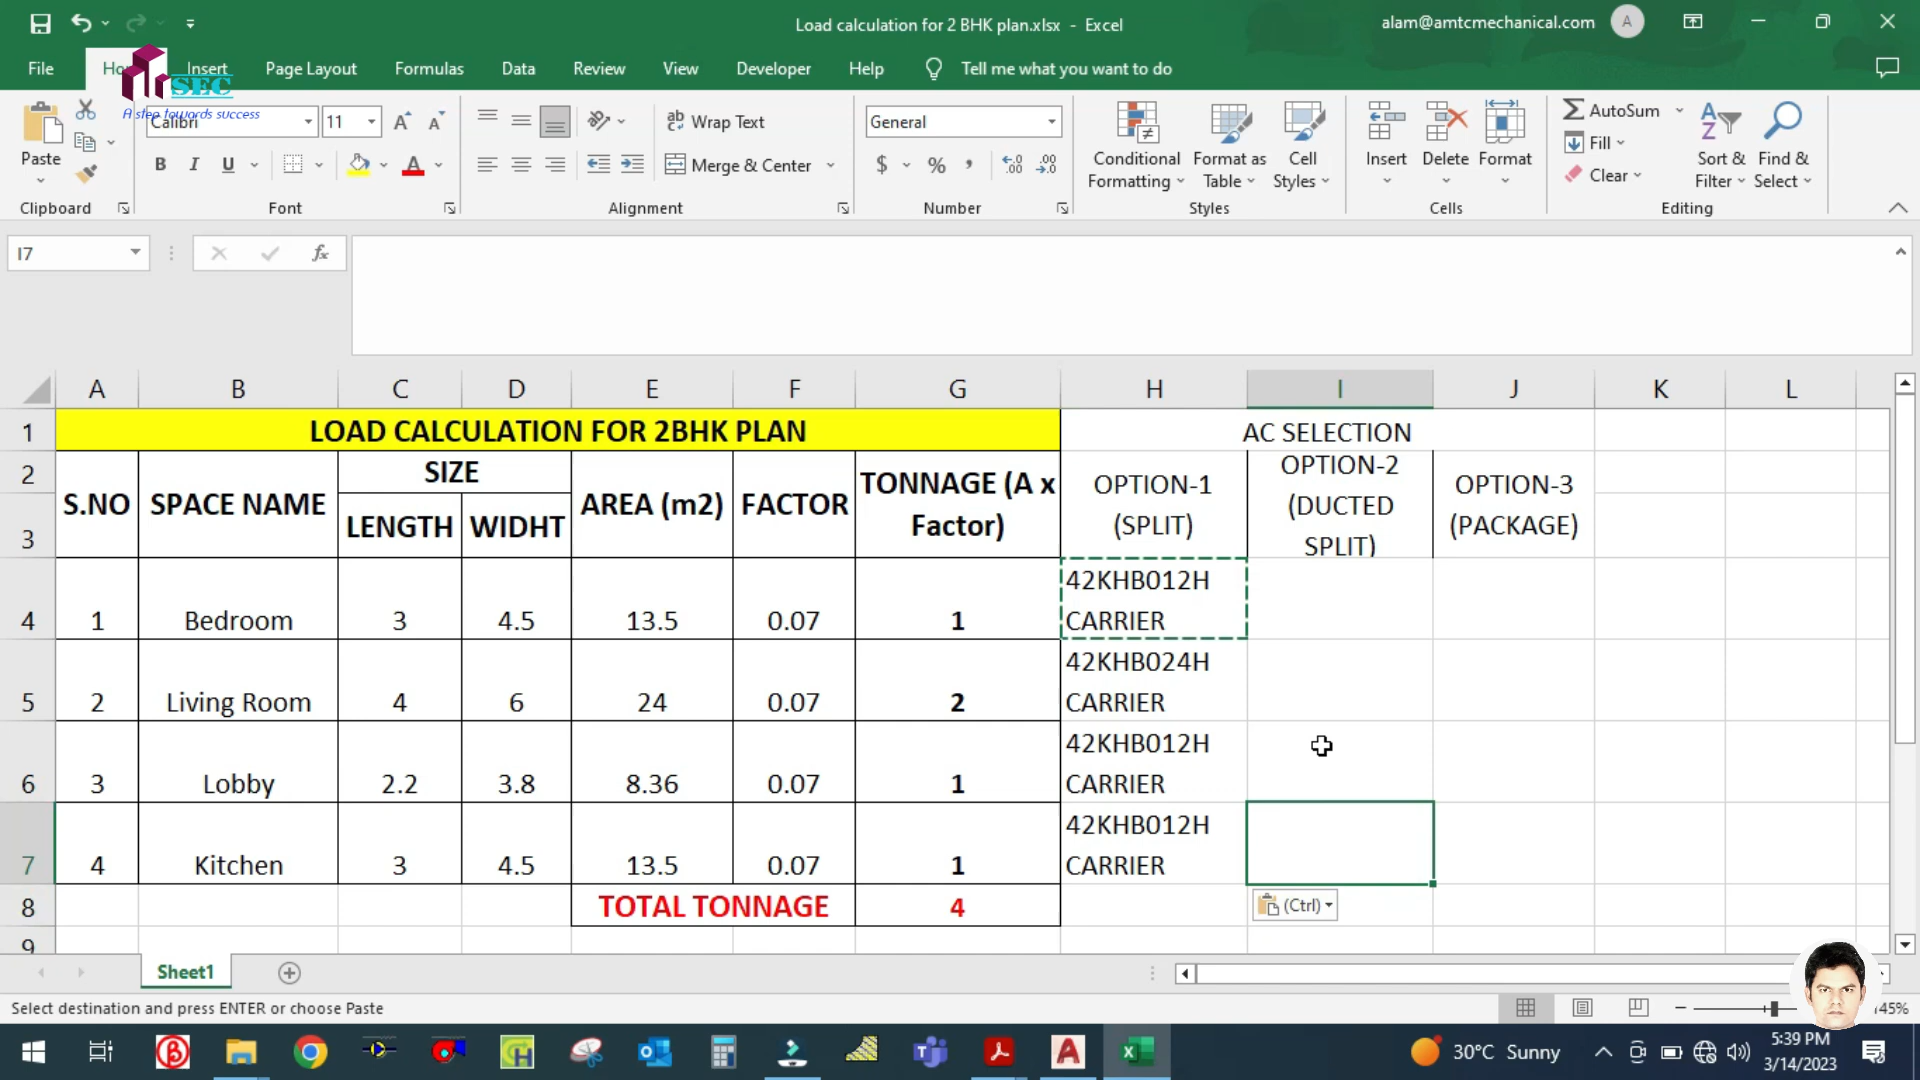 Load calculation for 2 BHK plan.xlsx - Excel
alam@amtcmechanical.com
A
File
Insert
Page Layout
Formulas
Data
Review
View
Developer
Help
Tell me what you want to do
SEC
A step towards success
Paste
Clipboard
Calibri
11
B I U
Font
Wrap Text
Merge & Center
Alignment
General
$ % ,
Number
Conditional
Formatting
Format as
Table
Cell
Styles
Styles
Insert
Delete
Format
Cells
AutoSum
Fill
Clear
Sort &
Filter
Find &
Select
Editing
I7
fx
A B C D E F G H I J K L
1 LOAD CALCULATION FOR 2BHK PLAN AC SELECTION
2
3
S.NO
SPACE NAME
SIZE
LENGTH WIDHT
AREA (m2)
FACTOR
TONNAGE (A x
Factor)
OPTION-1
(SPLIT)
OPTION-2
(DUCTED
SPLIT)
OPTION-3
(PACKAGE)
4 1 Bedroom 3 4.5 13.5 0.07 1
42KHB012H
CARRIER
5 2 Living Room 4 6 24 0.07 2
42KHB024H
CARRIER
6 3 Lobby 2.2 3.8 8.36 0.07 1
42KHB012H
CARRIER
7 4 Kitchen 3 4.5 13.5 0.07 1
42KHB012H
CARRIER
8 TOTAL TONNAGE 4
(Ctrl)
9
Sheet1
Select destination and press ENTER or choose Paste
45%
30°C Sunny
5:39 PM
3/14/2023